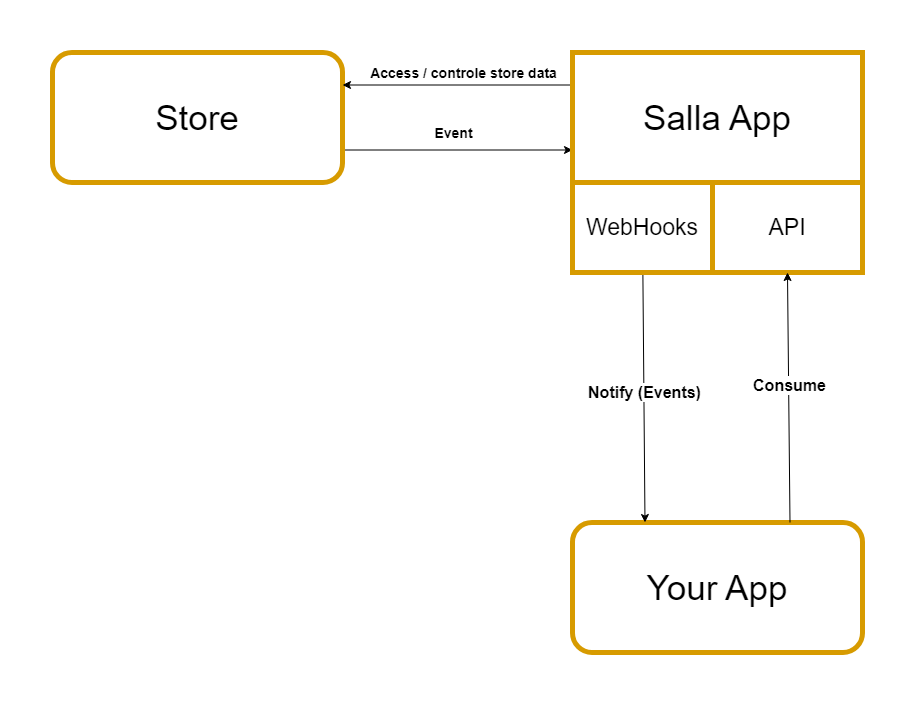 Access / controle store data
Store
Salla App
Event
WebHooks
API
Notify (Events)
Consume
Your App